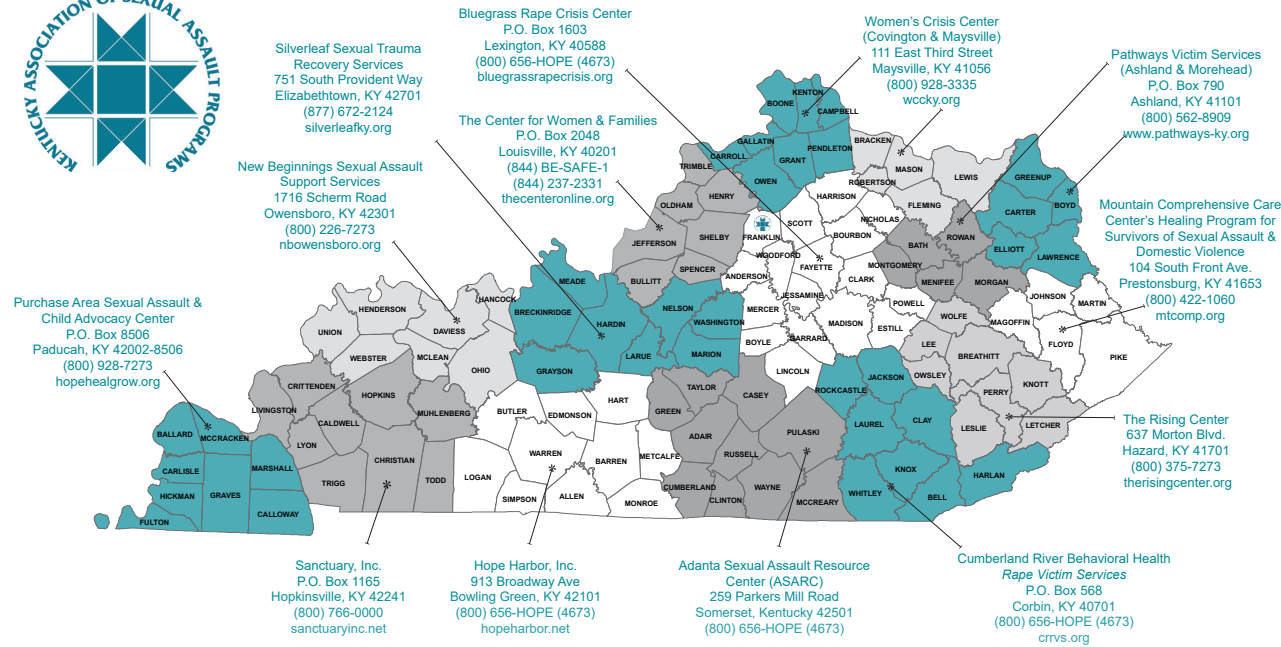 KENTUCKY ASSOCIATION OF SEXUAL ASSAULT PROGRAMS
Bluegrass Rape Crisis Center
P.O. Box 1603
Lexington, KY 40588
(800) 656-HOPE (4673)
bluegrassrapecrisis.org
Women's Crisis Center
(Covington & Maysville)
111 East Third Street
Maysville, KY 41056
(800) 928-3335
wccky.org
Silverleaf Sexual Trauma
Recovery Services
751 South Provident Way
Elizabethtown, KY 42701
(877) 672-2124
silverleafky.org
Pathways Victim Services
(Ashland & Morehead)
P,O. Box 790
Ashland, KY 41101
(800) 562-8909
www.pathways-ky.org
The Center for Women & Families
P.O. Box 2048
Louisville, KY 40201
(844) BE-SAFE-1
(844) 237-2331
thecenteronline.org
New Beginnings Sexual Assault
Support Services
1716 Scherm Road
Owensboro, KY 42301
(800) 226-7273
nbowensboro.org
Mountain Comprehensive Care
Center's Healing Program for
Survivors of Sexual Assault &
Domestic Violence
104 South Front Ave.
Prestonsburg, KY 41653
(800) 422-1060
mtcomp.org
Purchase Area Sexual Assault &
Child Advocacy Center
P.O. Box 8506
Paducah, KY 42002-8506
(800) 928-7273
hopehealgrow.org
The Rising Center
637 Morton Blvd.
Hazard, KY 41701
(800) 375-7273
therisingcenter.org
BOONE
KENTON
CAMPBELL
GALLATIN
CARROLL
GRANT
PENDLETON
OWEN
BRACKEN
MASON
LEWIS
ROBERTSON
FLEMING
GREENUP
CARTER
BOYD
ELLIOTT
LAWRENCE
TRIMBLE
HENRY
OLDHAM
JEFFERSON
SHELBY
SPENCER
BULLITT
HARRISON
NICHOLAS
SCOTT
BOURBON
FRANKLIN
WOODFORD
FAYETTE
CLARK
ANDERSON
JESSAMINE
MERCER
MADISON
POWELL
ESTILL
BOYLE
GARRARD
LINCOLN
BATH
ROWAN
MONTGOMERY
MENIFEE
MORGAN
JOHNSON
MARTIN
MAGOFFIN
FLOYD
PIKE
WOLFE
LEE
BREATHITT
OWSLEY
PERRY
KNOTT
LESLIE
LETCHER
MEADE
BRECKINRIDGE
HARDIN
NELSON
WASHINGTON
LARUE
MARION
GRAYSON
HANCOCK
HENDERSON
UNION
DAVIESS
WEBSTER
MCLEAN
OHIO
CRITTENDEN
HOPKINS
LIVINGSTON
CALDWELL
MUHLENBERG
LYON
CHRISTIAN
TRIGG
TODD
BALLARD
MCCRACKEN
CARLISLE
MARSHALL
HICKMAN
GRAVES
FULTON
CALLOWAY
BUTLER
EDMONSON
HART
WARREN
BARREN
METCALFE
LOGAN
SIMPSON
ALLEN
MONROE
TAYLOR
CASEY
GREEN
ADAIR
PULASKI
RUSSELL
CUMBERLAND
WAYNE
CLINTON
MCCREARY
ROCKCASTLE
JACKSON
LAUREL
CLAY
KNOX
WHITLEY
BELL
HARLAN
Sanctuary, Inc.
P.O. Box 1165
Hopkinsville, KY 42241
(800) 766-0000
sanctuaryinc.net
Hope Harbor, Inc.
913 Broadway Ave
Bowling Green, KY 42101
(800) 656-HOPE (4673)
hopeharbor.net
Adanta Sexual Assault Resource
Center (ASARC)
259 Parkers Mill Road
Somerset, Kentucky 42501
(800) 656-HOPE (4673)
Cumberland River Behavioral Health
Rape Victim Services
P.O. Box 568
Corbin, KY 40701
(800) 656-HOPE (4673)
crrvs.org